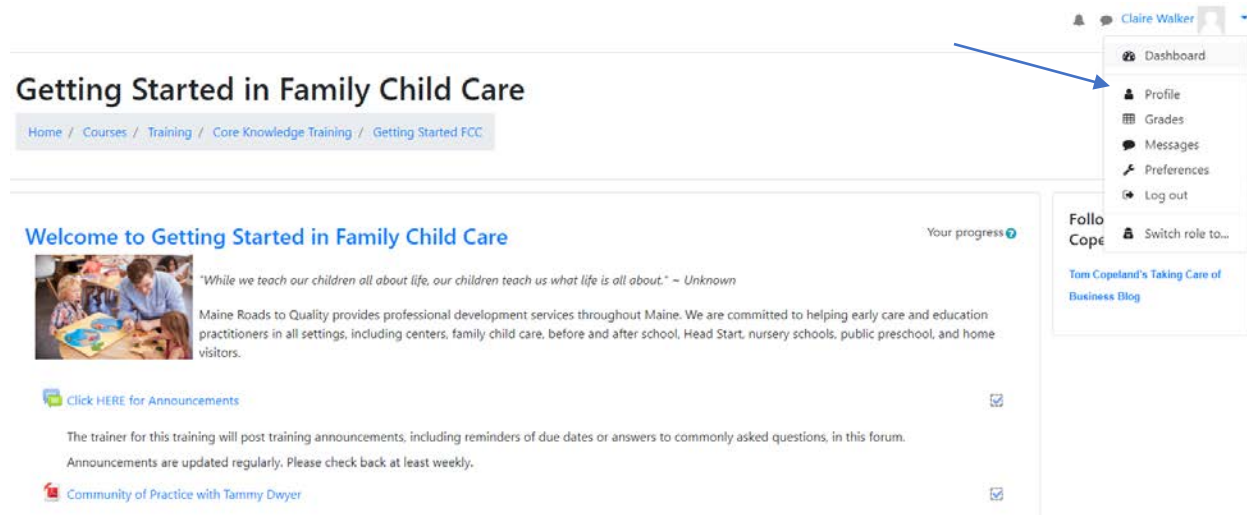 Claire Walker
Dashboard
Profile
Grades
Messages
Preferences
Log out
Switch role to...
Getting Started in Family Child Care
Home / Courses / Training / Core Knowledge Training / Getting Started FCC
Welcome to Getting Started in Family Child Care
Your progress
"While we teach our children all about life, our children teach us what life is all about." ~ Unknown
Maine Roads to Quality provides professional development services throughout Maine. We are committed to helping early care and education
practitioners in all settings, including centers, family child care, before and after school, Head Start, nursery schools, public preschool, and home
visitors.
Click HERE for Announcements
The trainer for this training will post training announcements, including reminders of due dates or answers to commonly asked questions, in this forum.
Announcements are updated regularly. Please check back at least weekly.
Community of Practice with Tammy Dwyer
Follo
Cope
Tom Copeland's Taking Care of
Business Blog